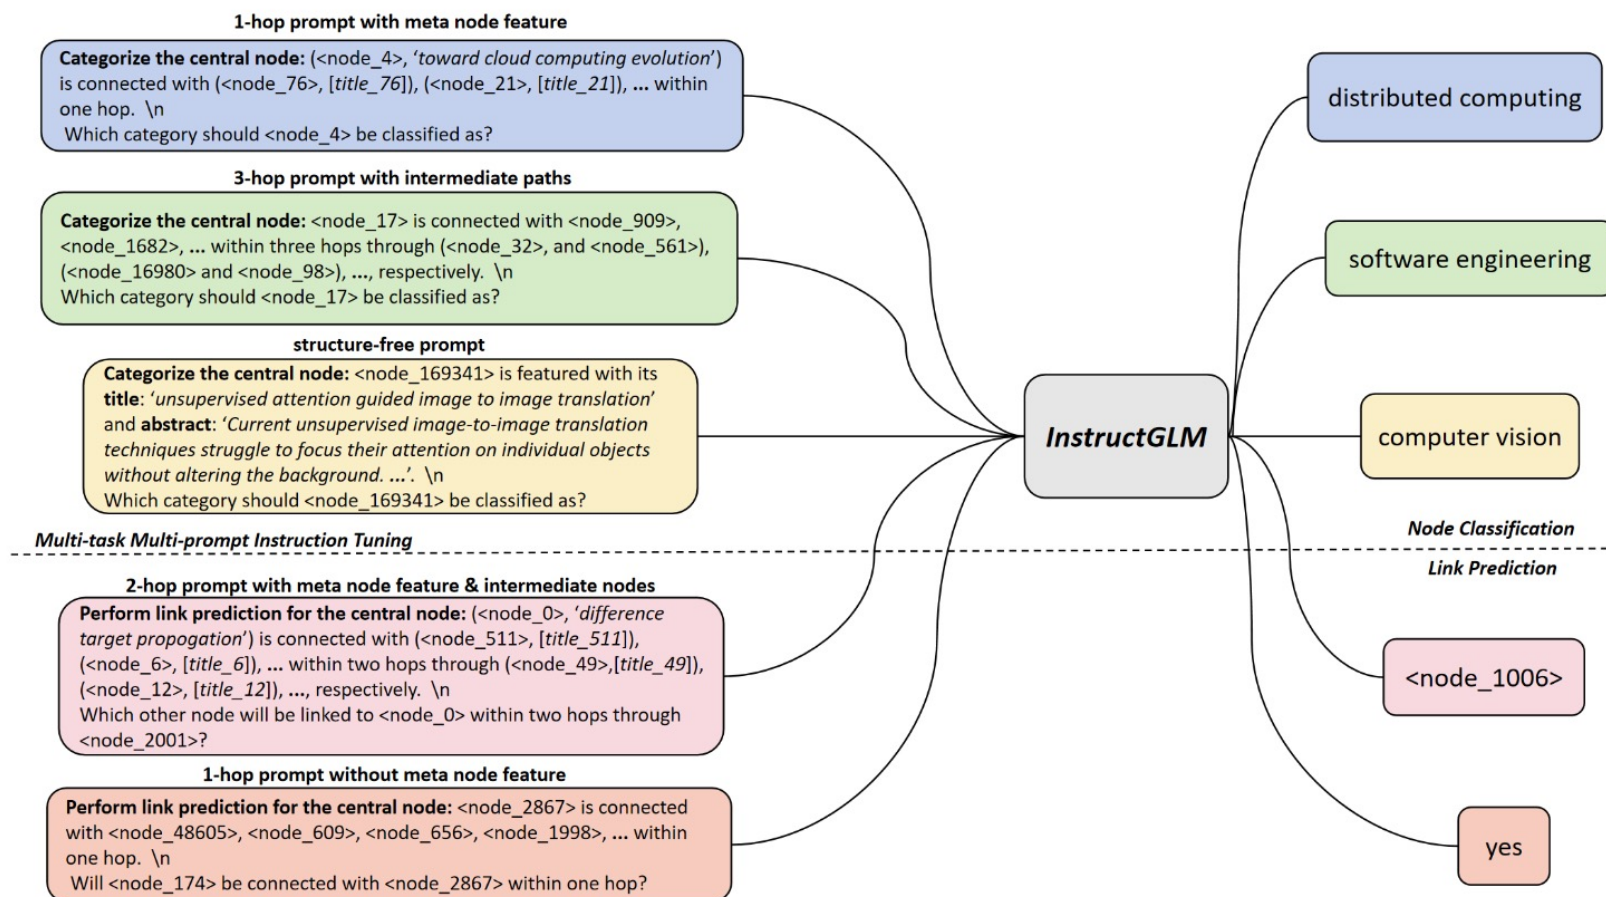 1-hop prompt with meta node feature
Categorize the central node: (<node_4>, ‘toward cloud computing evolution’)
is connected with (<node_76>, [title_76]), (<node_21>, [title_21]), ... within
one hop. \n
Which category should <node_4> be classified as?
3-hop prompt with intermediate paths
Categorize the central node: <node_17> is connected with <node_909>,
<node_1682>, ... within three hops through (<node_32>, and <node_561>),
(<node_16980> and <node_98>), ..., respectively. \n
Which category should <node_17> be classified as?
structure-free prompt
Categorize the central node: <node_169341> is featured with its
title: ‘unsupervised attention guided image to image translation’
and abstract: ‘Current unsupervised image-to-image translation
techniques struggle to focus their attention on individual objects
without altering the background. ...’. \n
Which category should <node_169341> be classified as?
Multi-task Multi-prompt Instruction Tuning
2-hop prompt with meta node feature & intermediate nodes
Perform link prediction for the central node: (<node_0>, ‘difference
target propogation’) is connected with (<node_511>, [title_511]),
(<node_6>, [title_6]), ... within two hops through (<node_49>,[title_49]),
(<node_12>, [title_12]), ..., respectively. \n
Which other node will be linked to <node_0> within two hops through
<node_2001>?
1-hop prompt without meta node feature
Perform link prediction for the central node: <node_2867> is connected
with <node_48605>, <node_609>, <node_656>, <node_1998>, ... within
one hop. \n
Will <node_174> be connected with <node_2867> within one hop?
InstructGLM
distributed computing
software engineering
computer vision
Node Classification
Link Prediction
<node_1006>
yes